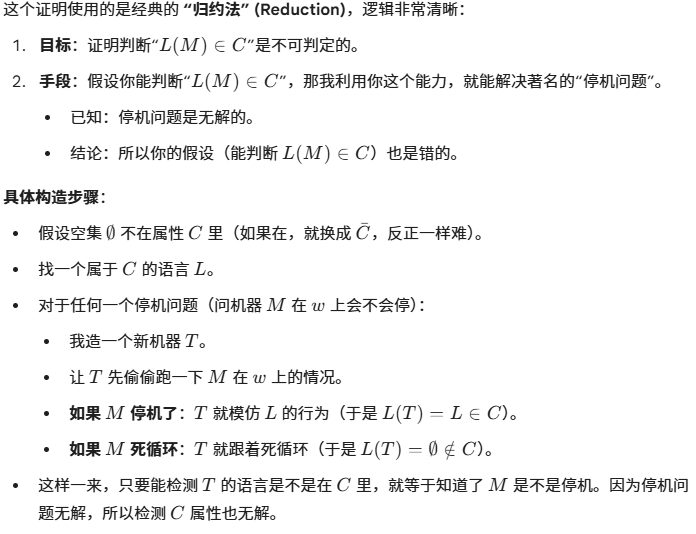 这个证明使用的是经典的 “归约法” (Reduction)，逻辑非常清晰：
1. 目标：证明判断“L(M) ∈ C”是不可判定的。
2. 手段：假设你能判断“L(M) ∈ C”，那我利用你这个能力，就能解决著名的“停机问题”。
• 已知：停机问题是无解的。
• 结论：所以你的假设（能判断 L(M) ∈ C）也是错的。
具体构造步骤：
• 假设空集 ∅ 不在属性 C 里（如果在，就换成 C̄，反正一样难）。
• 找一个属于 C 的语言 L。
• 对于任何一个停机问题（问机器 M 在 w 上会不会停）：
• 我造一个新机器 T。
• 让 T 先偷偷跑一下 M 在 w 上的情况。
• 如果 M 停机了：T 就模仿 L 的行为（于是 L(T) = L ∈ C）。
• 如果 M 死循环：T 就跟着死循环（于是 L(T) = ∅ ∉ C）。
• 这样一来，只要能检测 T 的语言是不是在 C 里，就等于知道了 M 是不是停机。因为停机问
题无解，所以检测 C 属性也无解。